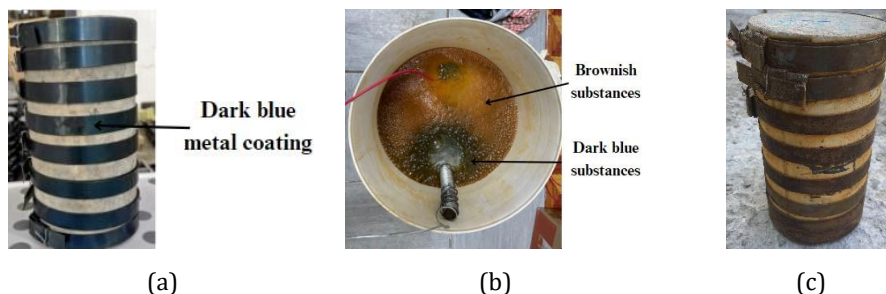 Dark blue
metal coating
Brownish
substances
Dark blue
substances
(a)
(b)
(c)